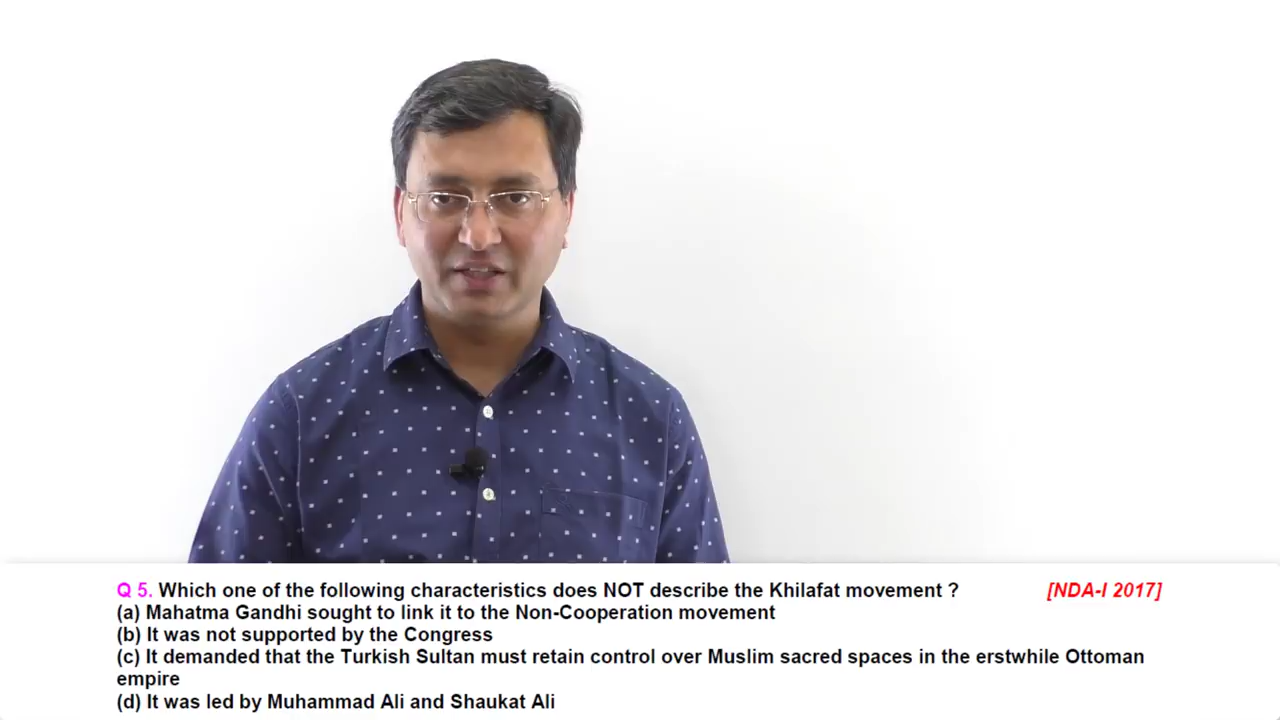 Q 5. Which one of the following characteristics does NOT describe the Khilafat movement ? [NDA-I 2017]
(a) Mahatma Gandhi sought to link it to the Non-Cooperation movement
(b) It was not supported by the Congress
(c) It demanded that the Turkish Sultan must retain control over Muslim sacred spaces in the erstwhile Ottoman
empire
(d) It was led by Muhammad Ali and Shaukat Ali